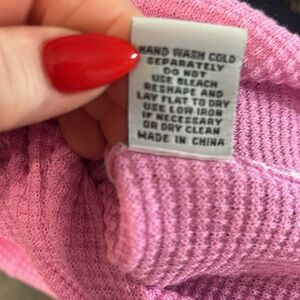 HAND WASH COLD
SEPARATELY
DO NOT
USE BLEACH
RESHAPE AND
LAY FLAT TO DRY
USE LOW IRON
IF NECESSARY
OR DRY CLEAN
MADE IN CHINA